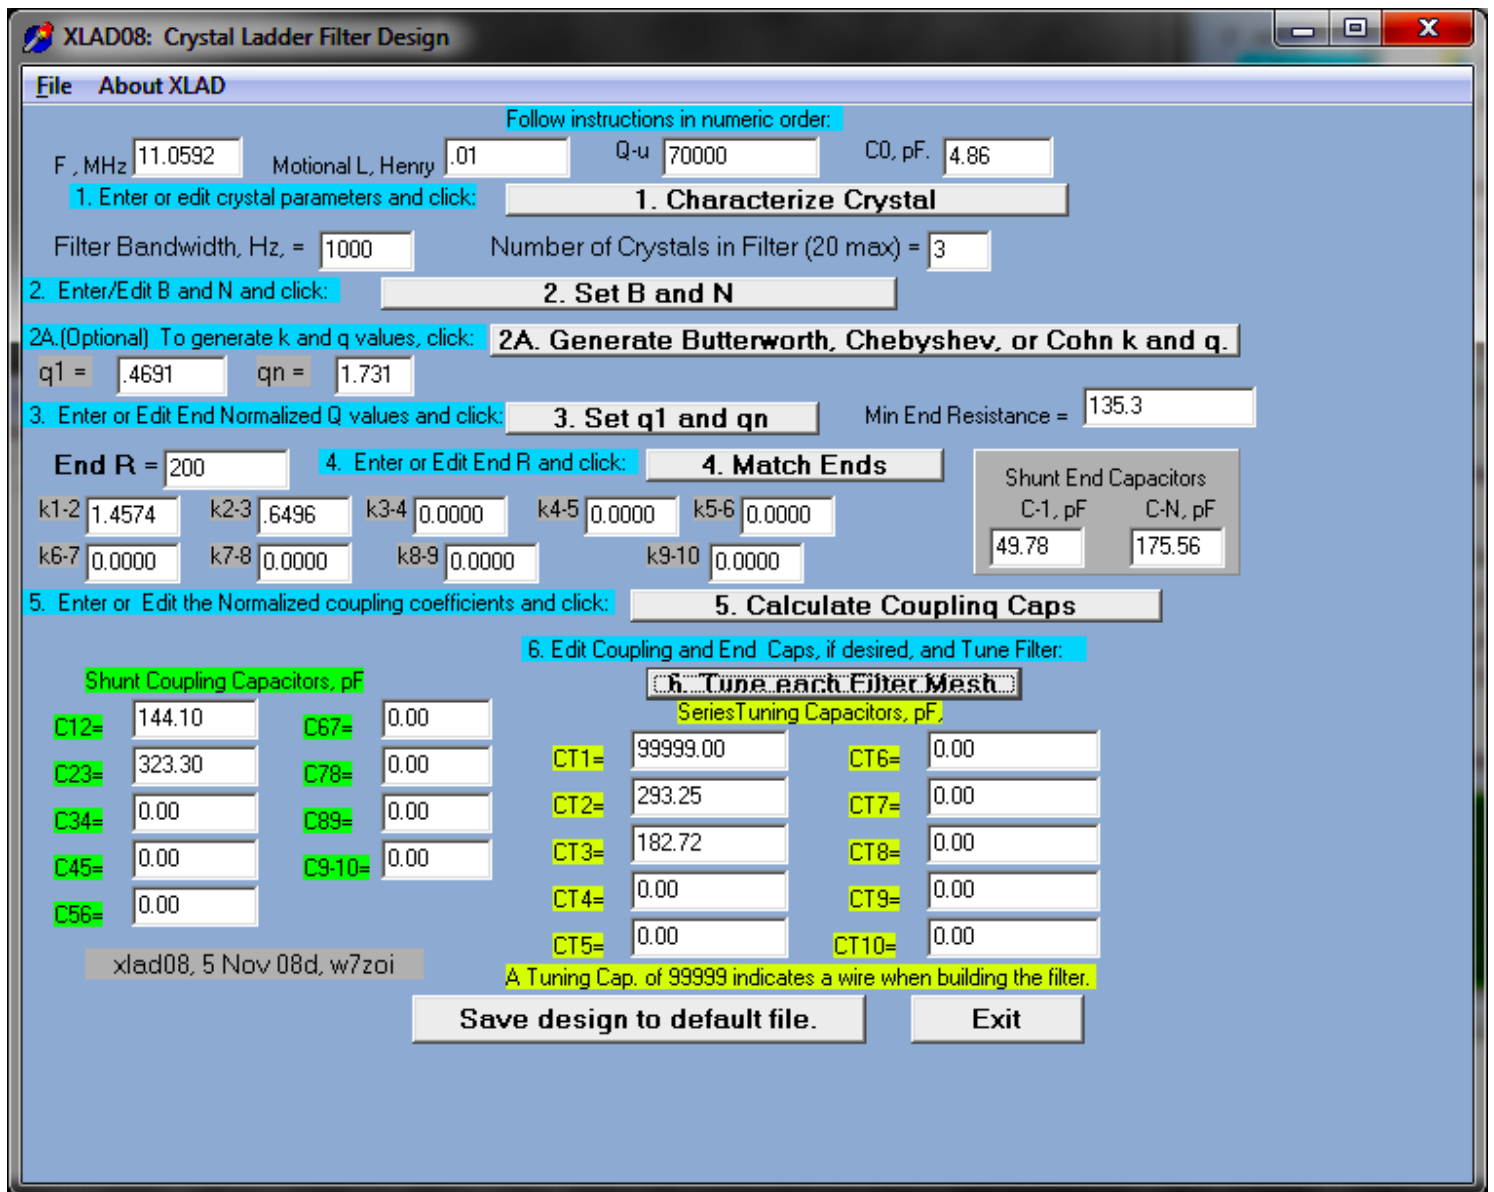 XLAD08: Crystal Ladder Filter Design
File About XLAD
Follow instructions in numeric order:
F , MHz 11.0592 Motional L, Henry .01 Q-u 70000 C0, pF. 4.86
1. Enter or edit crystal parameters and click: 1. Characterize Crystal
Filter Bandwidth, Hz, = 1000 Number of Crystals in Filter (20 max) = 3
2. Enter/Edit B and N and click: 2. Set B and N
2A.(Optional) To generate k and q values, click: 2A. Generate Butterworth, Chebyshev, or Cohn k and q.
q1 = .4691 qn = 1.731
3. Enter or Edit End Normalized Q values and click: 3. Set q1 and qn Min End Resistance = 135.3
End R = 200 4. Enter or Edit End R and click: 4. Match Ends
Shunt End Capacitors
C-1, pF C-N, pF
49.78 175.56
k1-2 1.4574 k2-3 .6496 k3-4 0.0000 k4-5 0.0000 k5-6 0.0000
k6-7 0.0000 k7-8 0.0000 k8-9 0.0000 k9-10 0.0000
5. Enter or Edit the Normalized coupling coefficients and click: 5. Calculate Coupling Caps
6. Edit Coupling and End Caps, if desired, and Tune Filter:
6. Tune each Filter Mesh
Shunt Coupling Capacitors, pF
C12= 144.10 C67= 0.00
C23= 323.30 C78= 0.00
C34= 0.00 C89= 0.00
C45= 0.00 C9-10= 0.00
C56= 0.00
SeriesTuning Capacitors, pF,
CT1= 99999.00 CT6= 0.00
CT2= 293.25 CT7= 0.00
CT3= 182.72 CT8= 0.00
CT4= 0.00 CT9= 0.00
CT5= 0.00 CT10= 0.00
xlad08, 5 Nov 08d, w7zoi
A Tuning Cap. of 99999 indicates a wire when building the filter.
Save design to default file. Exit